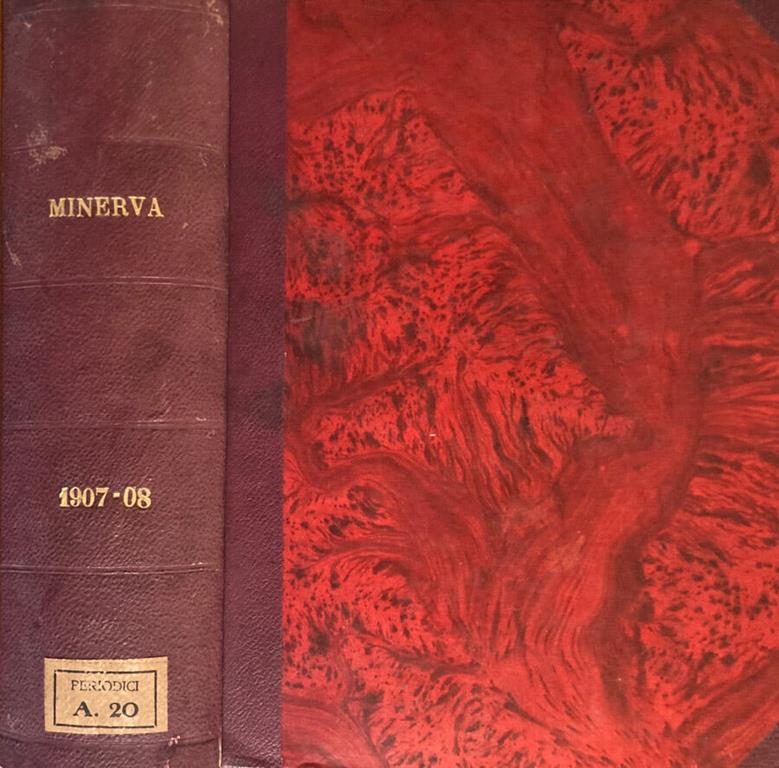 MINERVA
1907-08
PERIODICI
A. 20